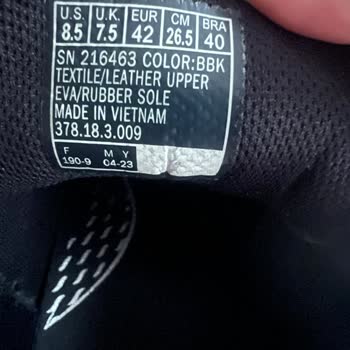 U.S. U.K. EUR CM BRA
8.5 7.5 42 26.5 40
SN 216463 COLOR:BBK
TEXTILE/LEATHER UPPER
EVA/RUBBER SOLE
MADE IN VIETNAM
378.18.3.009
F M Y
190-9 04-23